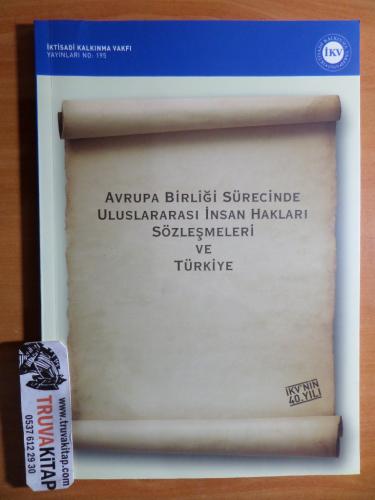 İKTİSADİ KALKINMA VAKFI
YAYINLARI NO: 195
İKV
AVRUPA BİRLİĞİ SÜRECİNDE
ULUSLARARASI İNSAN HAKLARI
SÖZLEŞMELERİ
VE
TÜRKİYE
İKV'NİN
40.YILI
www.truvakitap.com
TRUVAKİTAP
0537 612 29 30